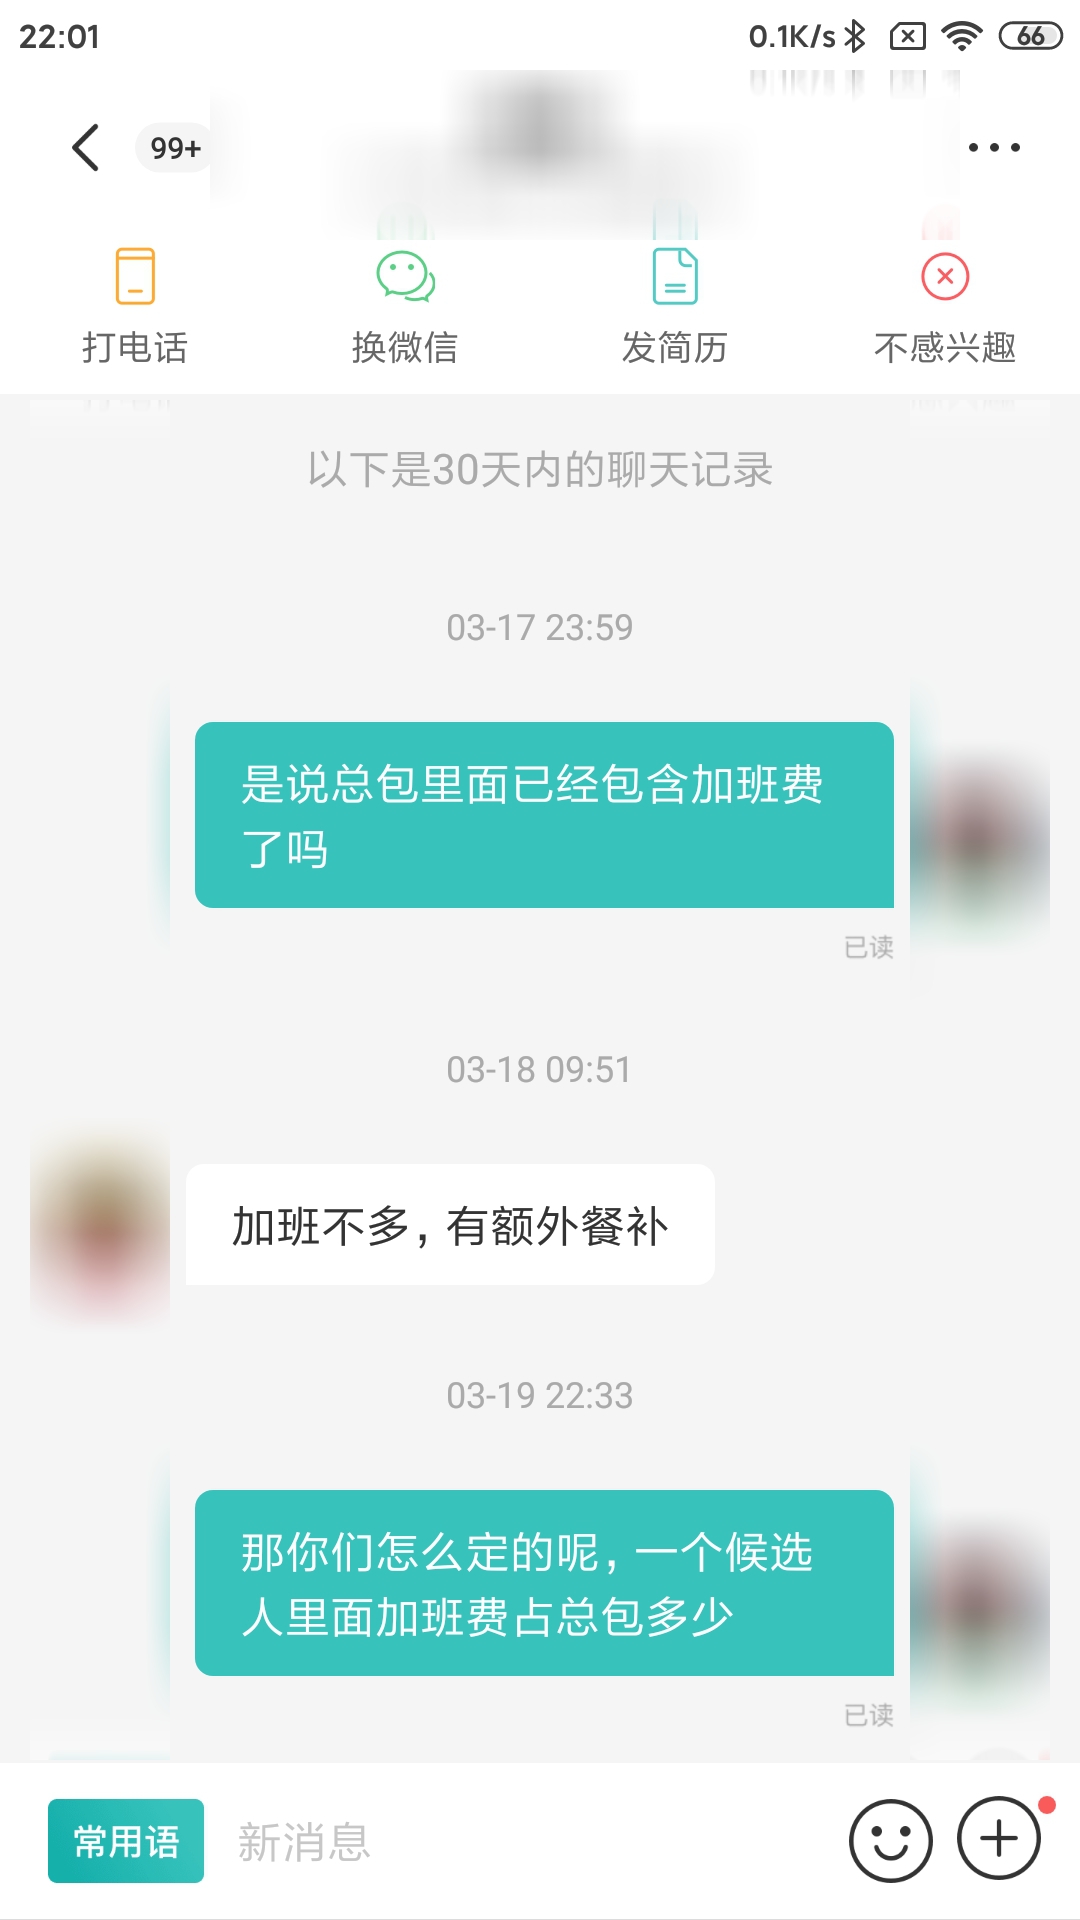 22:01
0.1K/s
66
99+
打电话
换微信
发简历
不感兴趣
以下是30天内的聊天记录
03-17 23:59
是说总包里面已经包含加班费
了吗
已读
03-18 09:51
加班不多，有额外餐补
03-19 22:33
那你们怎么定的呢，一个候选
人里面加班费占总包多少
已读
常用语
新消息